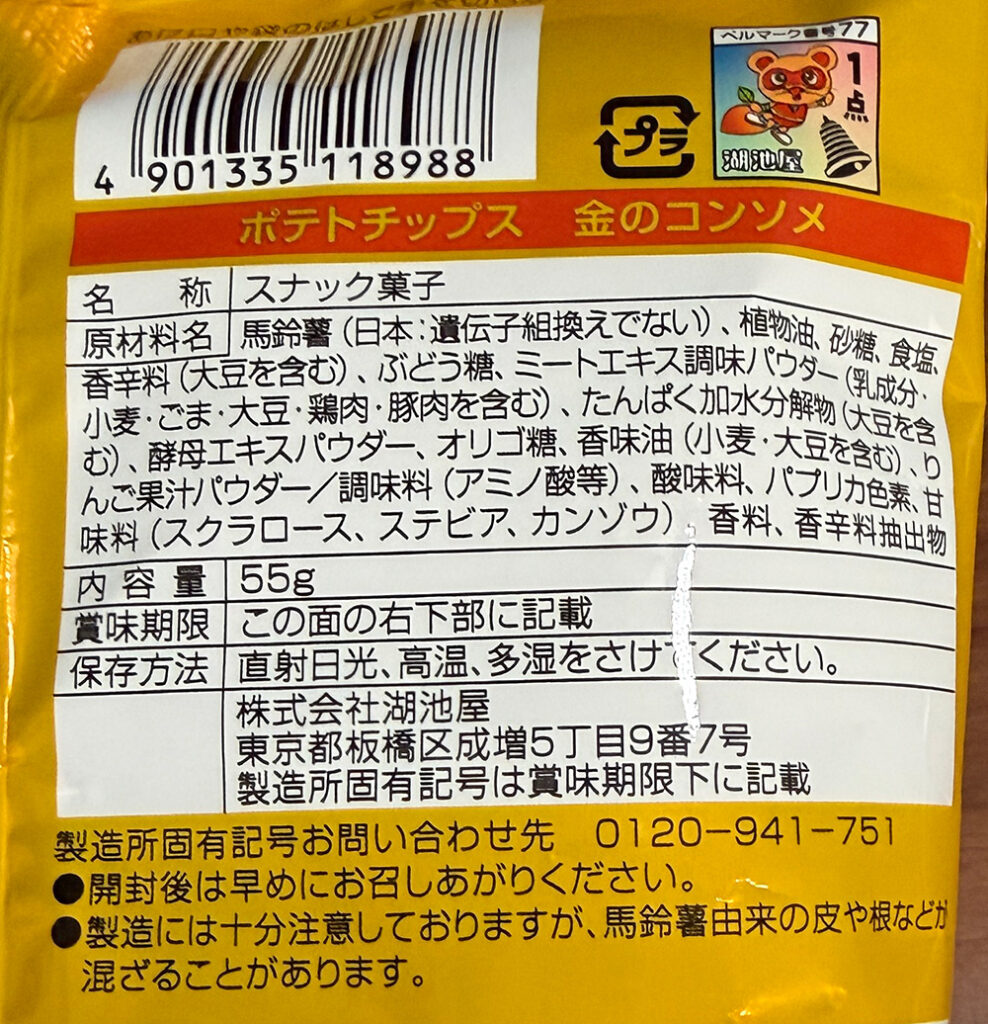 ベルマーク番号77
1
点
プラ
湖池屋
4 901335 118988
ポテトチップス 金のコンソメ
名 称 スナック菓子
原材料名 馬鈴薯(日本:遺伝子組換えでない)、植物油、砂糖、食塩、
香辛料(大豆を含む)、ぶどう糖、ミートエキス調味パウダー(乳成分・
小麦・ごま・大豆・鶏肉・豚肉を含む)、たんぱく加水分解物(大豆を含
む)、酵母エキスパウダー、オリゴ糖、香味油(小麦・大豆を含む)、り
んご果汁パウダー/調味料(アミノ酸等)、酸味料、パプリカ色素、甘
味料(スクラロース、ステビア、カンゾウ)、香料、香辛料抽出物
内容量 55g
賞味期限 この面の右下部に記載
保存方法 直射日光、高温、多湿をさけてください。
株式会社湖池屋
東京都板橋区成増5丁目9番7号
製造所固有記号は賞味期限下に記載
製造所固有記号お問い合わせ先 0120-941-751
●開封後は早めにお召しあがりください。
●製造には十分注意しておりますが、馬鈴薯由来の皮や根などが
混ざることがあります。